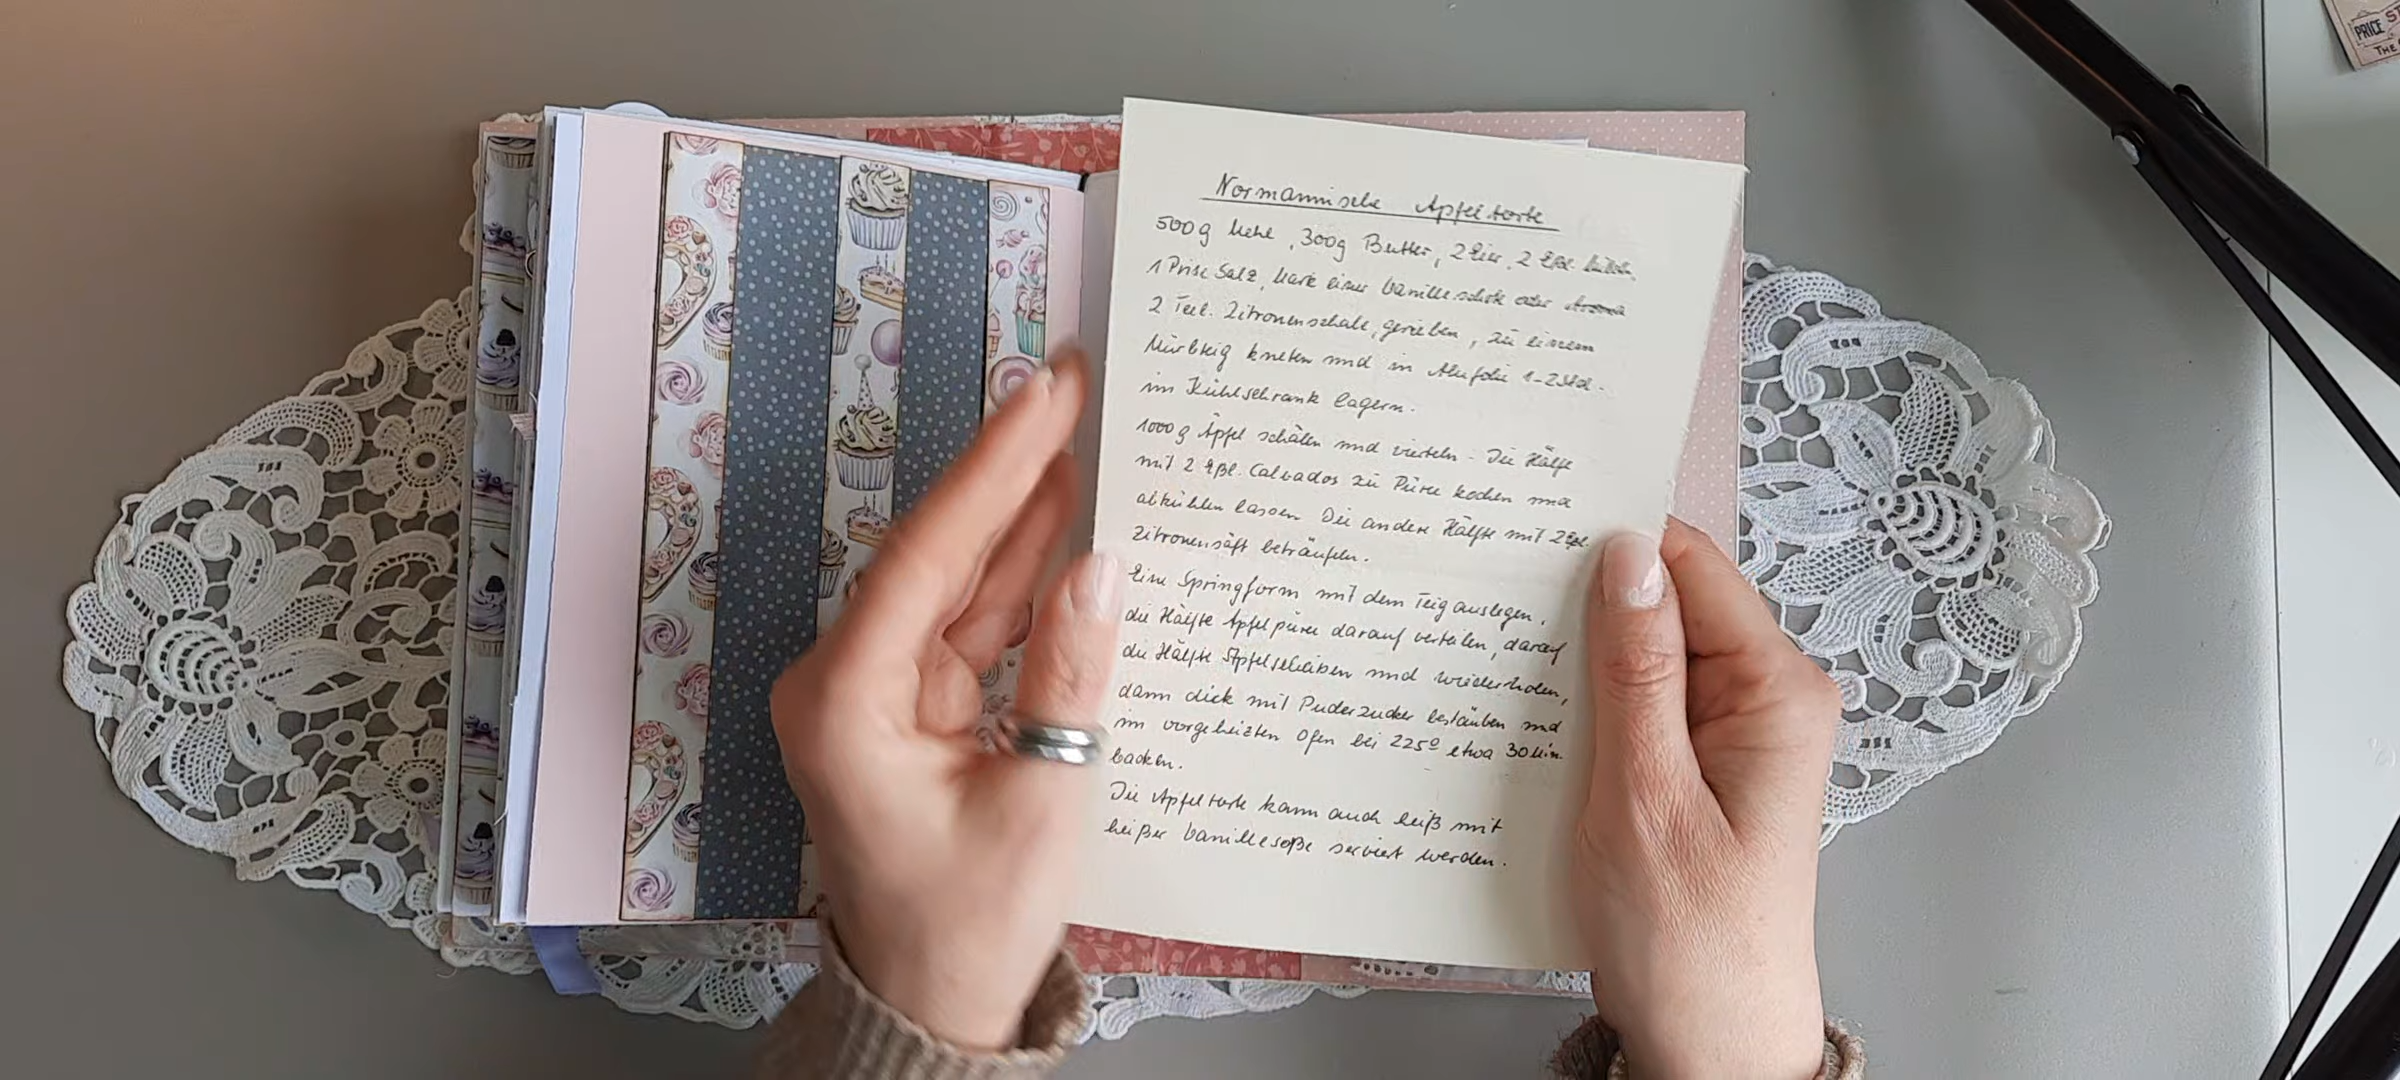 Normannische Apfeltorte
500g Mehl, 300g Butter, 2 Eier, 2 Eßl.
1 Prise Salz, Mark einer Vanilleschote oder Aroma
2 Teel. Zitronenschale, gerieben, zu einem
Mürbteig kneten und in Alufolie 1-2 Std.
im Kühlschrank lagern.
1000 g Äpfel schälen und vierteln - Die Hälfte
mit 2 Eßl. Calvados zu Püree kochen und
abkühlen lassen. Die andere Hälfte mit 2 Eßl.
Zitronensaft beträufeln.
Eine Springform mit dem Teig auslegen,
die Hälfte Apfelpüree darauf verteilen, darauf
die Hälfte Apfelscheiben und wiederholen,
dann dick mit Puderzucker bestäuben und
im vorgeheizten Ofen bei 225° etwa 30 Min.
backen.
Die Apfeltorte kann auch heiß mit
heißer Vanillesoße serviert werden.
PRICE ST
THE